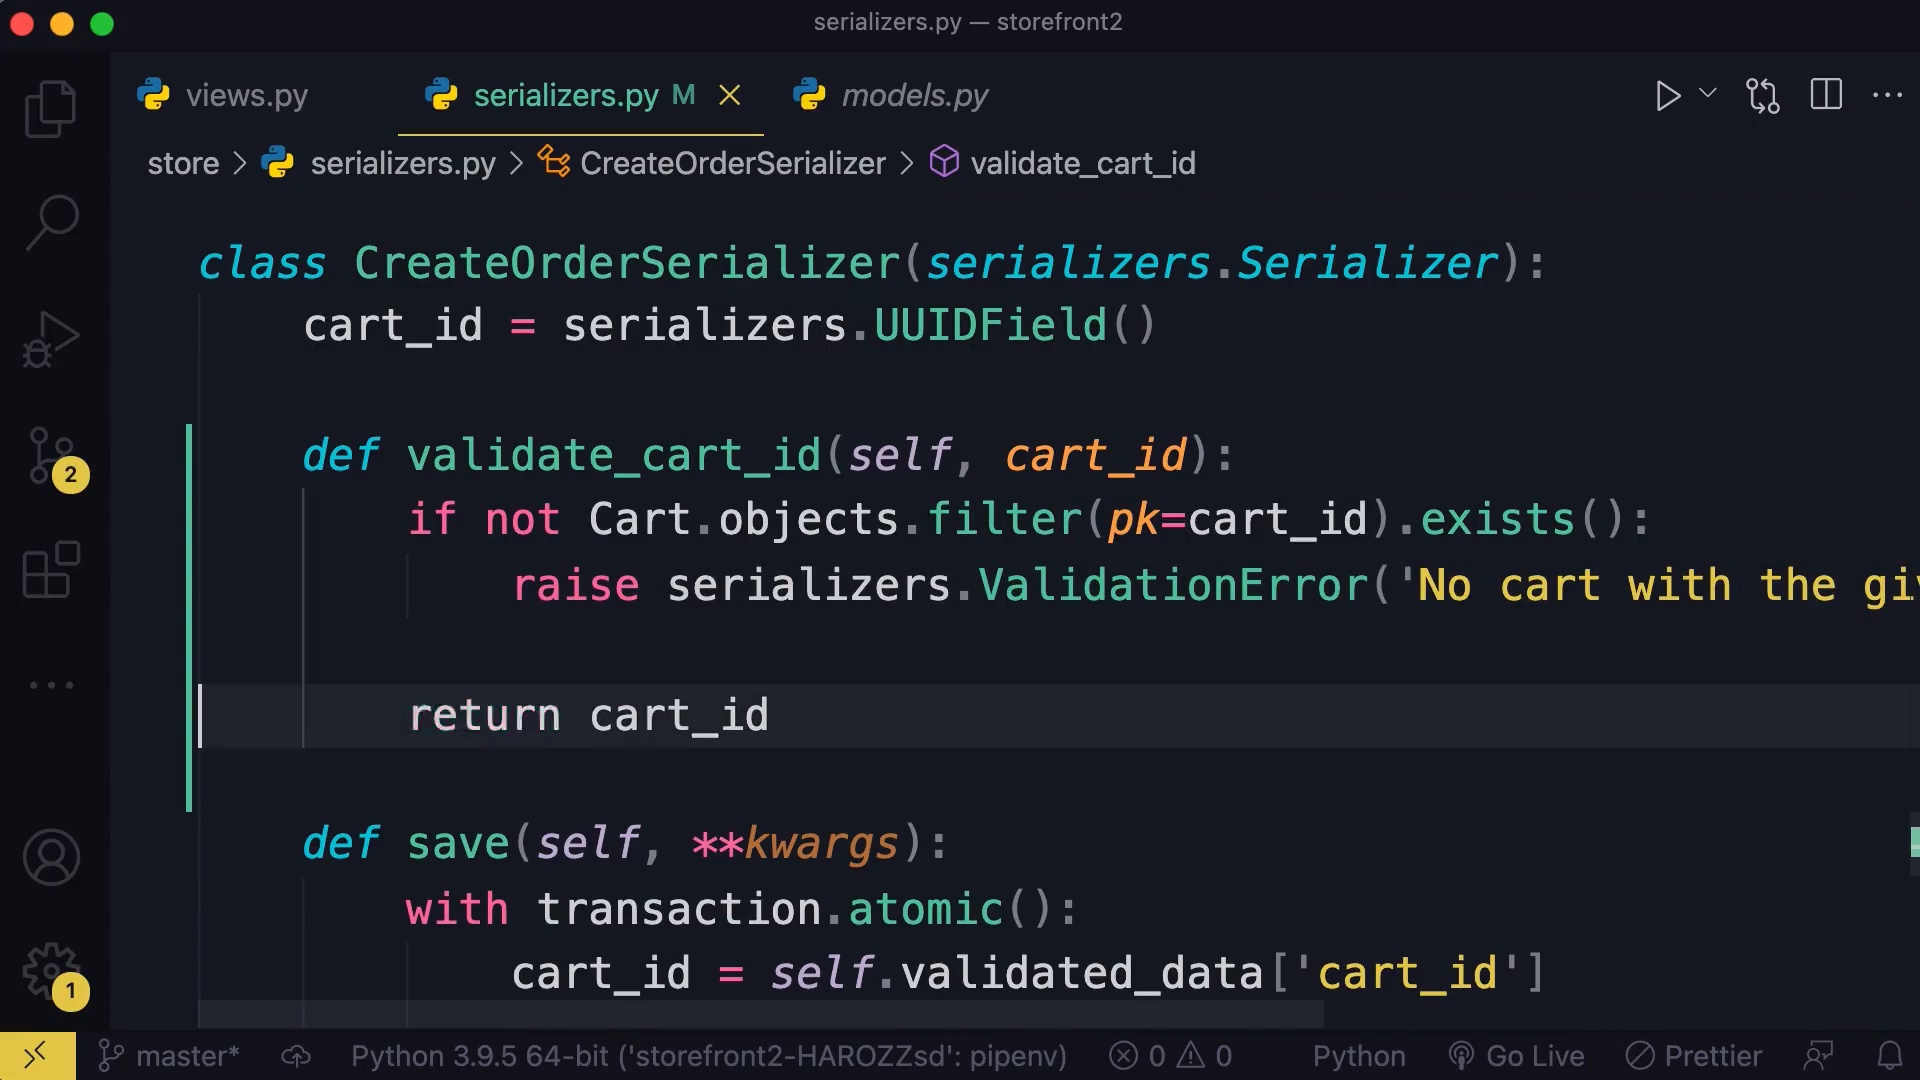 serializers.py — storefront2
views.py
serializers.py M
models.py
store > serializers.py > CreateOrderSerializer > validate_cart_id
class CreateOrderSerializer(serializers.Serializer):
cart_id = serializers.UUIDField()
def validate_cart_id(self, cart_id):
if not Cart.objects.filter(pk=cart_id).exists():
raise serializers.ValidationError('No cart with the
return cart_id
def save(self, **kwargs):
with transaction.atomic():
cart_id = self.validated_data['cart_id']
2
1
master* Python 3.9.5 64-bit ('storefront2-HAROZZsd': pipenv) 0 0 Python Go Live Prettier